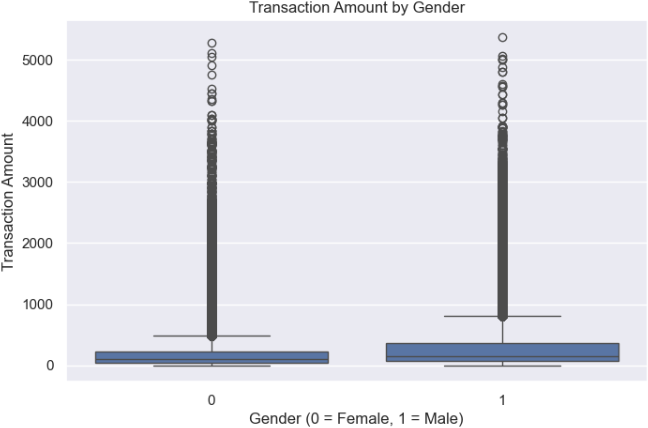 Transaction Amount by Gender
5000
4000
3000
2000
1000
0
Transaction Amount
0 1
Gender (0 = Female, 1 = Male)